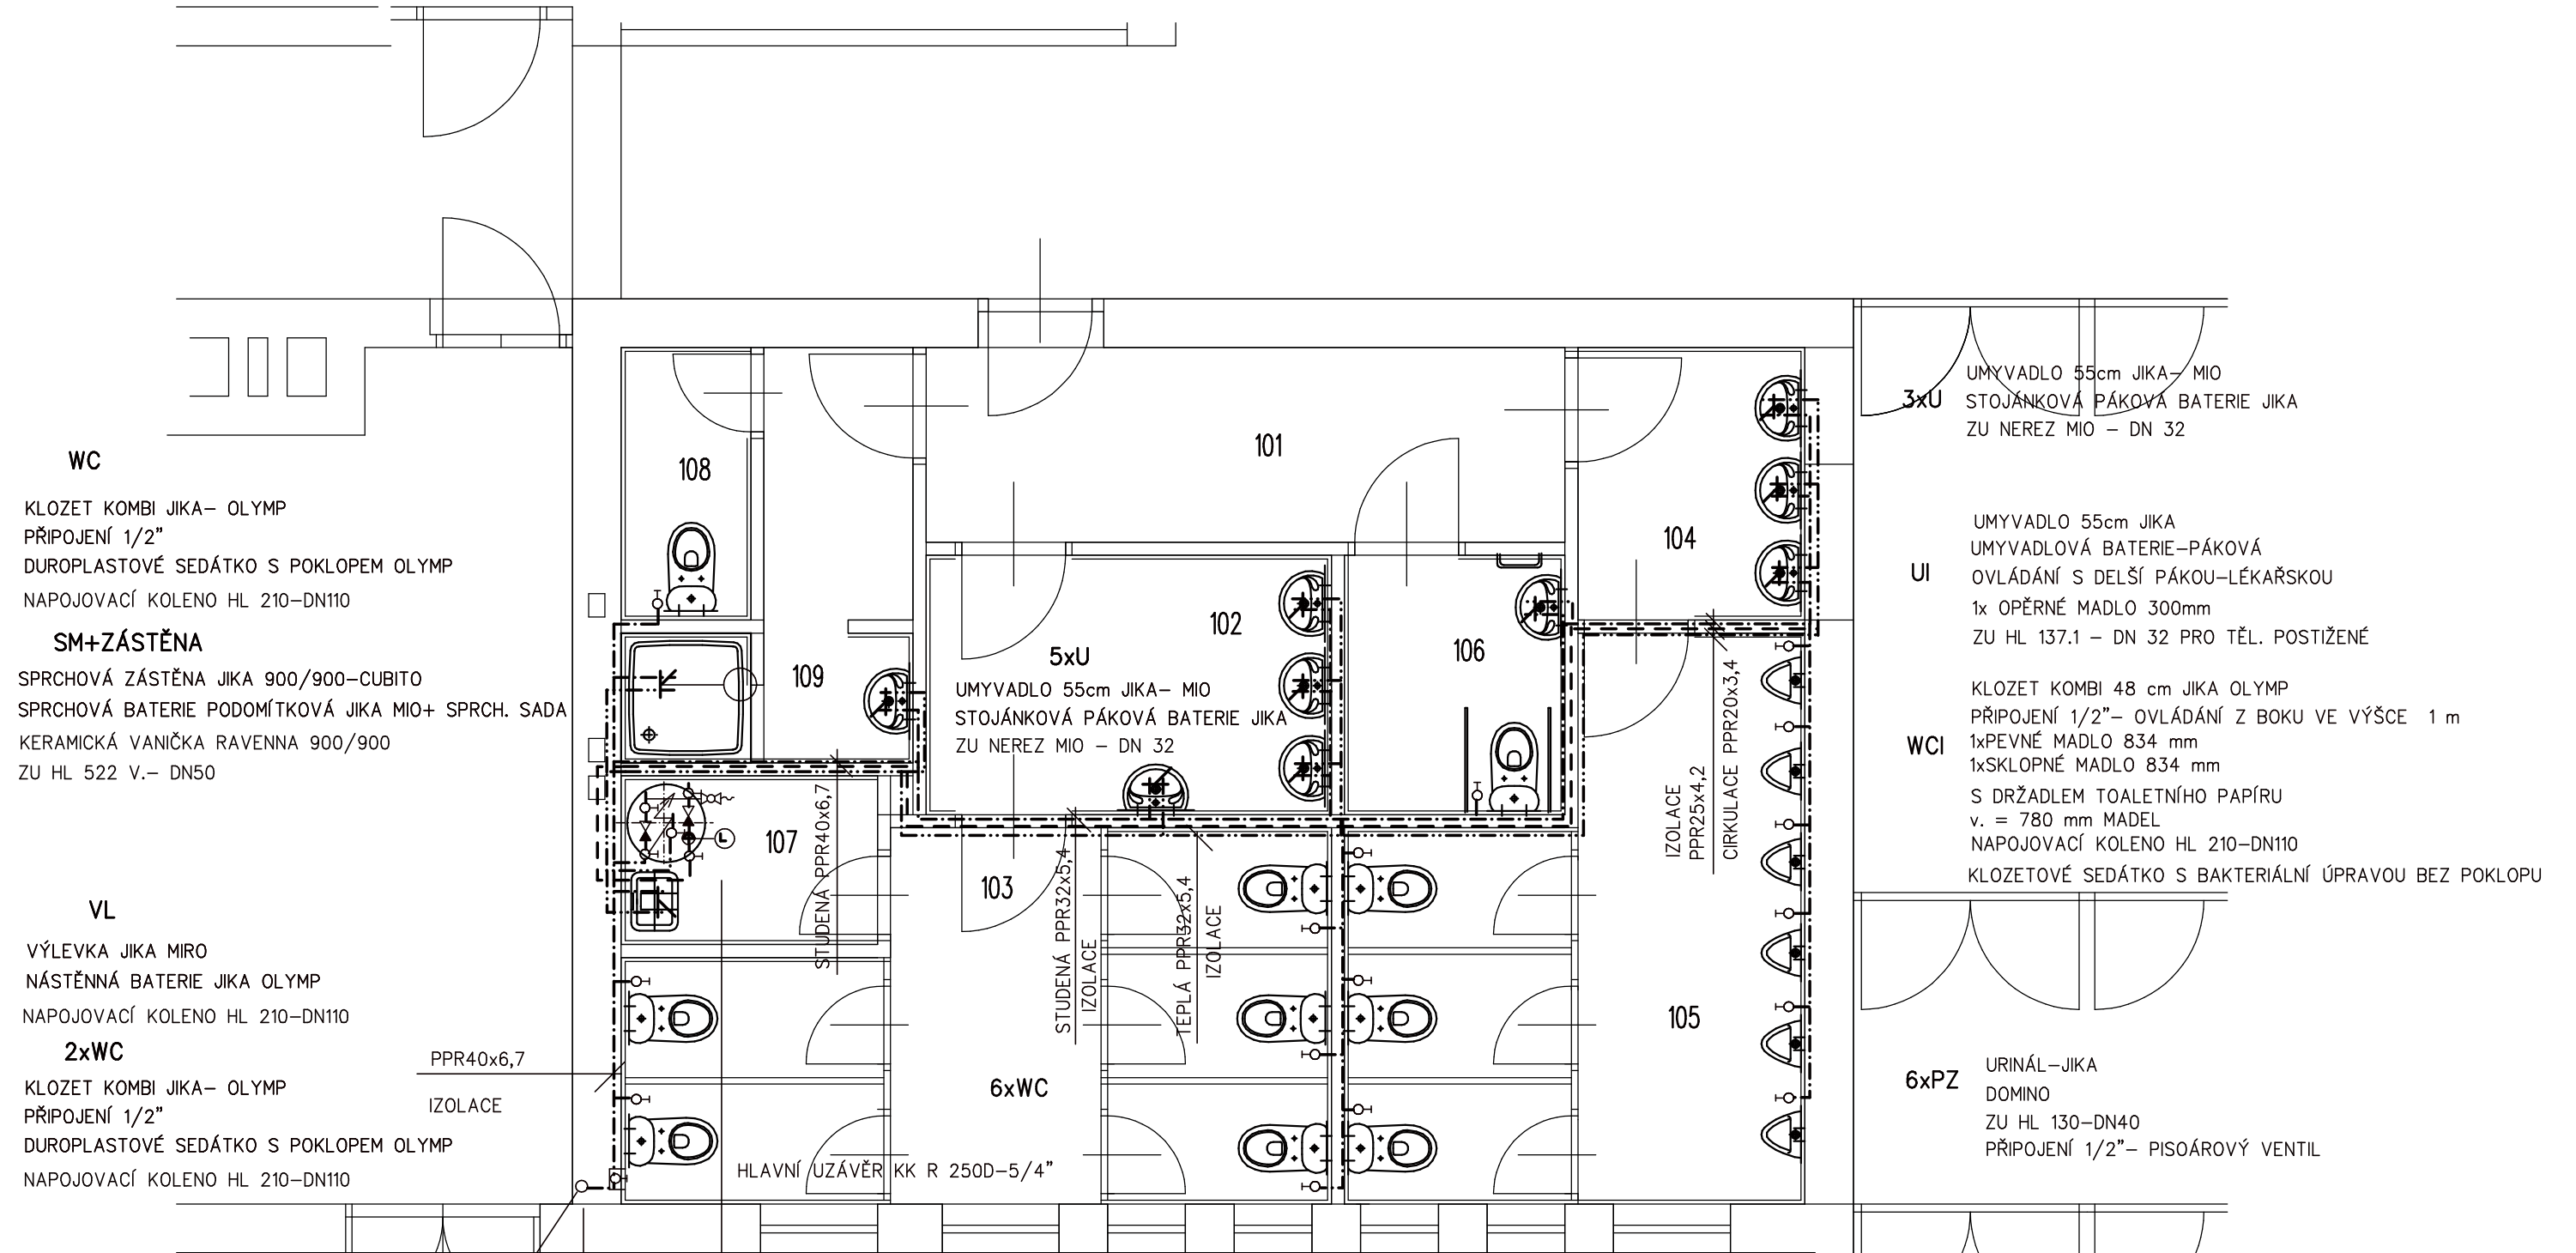 WC
KLOZET KOMBI JIKA– OLYMP
PŘIPOJENÍ 1/2"
DUROPLASTOVÉ SEDÁTKO S POKLOPEM OLYMP
NAPOJOVACÍ KOLENO HL 210–DN110
SM+ZÁSTĚNA
SPRCHOVÁ ZÁSTĚNA JIKA 900/900–CUBITO
SPRCHOVÁ BATERIE PODOMÍTKOVÁ JIKA MIO+ SPRCH. SADA
KERAMICKÁ VANIČKA RAVENNA 900/900
ZU HL 522 V.– DN50
VL
VÝLEVKA JIKA MIRO
NÁSTĚNNÁ BATERIE JIKA OLYMP
NAPOJOVACÍ KOLENO HL 210–DN110
2xWC
KLOZET KOMBI JIKA– OLYMP
PŘIPOJENÍ 1/2"
DUROPLASTOVÉ SEDÁTKO S POKLOPEM OLYMP
NAPOJOVACÍ KOLENO HL 210–DN110
PPR40x6,7
IZOLACE
108
101
104
102
106
109
5xU
UMYVADLO 55cm JIKA– MIO
STOJÁNKOVÁ PÁKOVÁ BATERIE JIKA
ZU NEREZ MIO – DN 32
107
L
103
105
6xWC
STUDENÁ PPR40x6,7
STUDENÁ PPR32x5,4
IZOLACE
TEPLÁ PPR32x5,4
IZOLACE
IZOLACE
PPR25x4,2
CIRKULACE PPR20x3,4
HLAVNÍ UZÁVĚR KK R 250D–5/4"
3xU
UMYVADLO 55cm JIKA– MIO
STOJÁNKOVÁ PÁKOVÁ BATERIE JIKA
ZU NEREZ MIO – DN 32
UI
UMYVADLO 55cm JIKA
UMYVADLOVÁ BATERIE–PÁKOVÁ
OVLÁDÁNÍ S DELŠÍ PÁKOU–LÉKAŘSKOU
1x OPĚRNÉ MADLO 300mm
ZU HL 137.1 – DN 32 PRO TĚL. POSTIŽENÉ
WCI
KLOZET KOMBI 48 cm JIKA OLYMP
PŘIPOJENÍ 1/2"– OVLÁDÁNÍ Z BOKU VE VÝŠCE 1 m
1xPEVNÉ MADLO 834 mm
1xSKLOPNÉ MADLO 834 mm
S DRŽADLEM TOALETNÍHO PAPÍRU
v. = 780 mm MADEL
NAPOJOVACÍ KOLENO HL 210–DN110
KLOZETOVÉ SEDÁTKO S BAKTERIÁLNÍ ÚPRAVOU BEZ POKLOPU
6xPZ
URINÁL–JIKA
DOMINO
ZU HL 130–DN40
PŘIPOJENÍ 1/2"– PISOÁROVÝ VENTIL